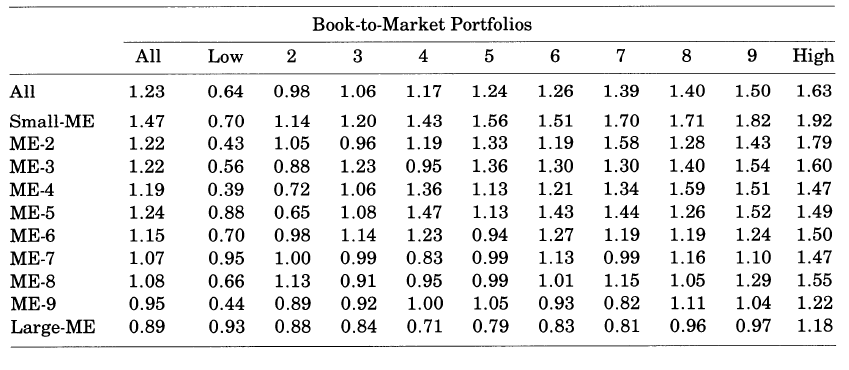 Book-to-Market Portfolios
All Low 2 3 4 5 6 7 8 9 High
All 1.23 0.64 0.98 1.06 1.17 1.24 1.26 1.39 1.40 1.50 1.63
Small-ME 1.47 0.70 1.14 1.20 1.43 1.56 1.51 1.70 1.71 1.82 1.92
ME-2 1.22 0.43 1.05 0.96 1.19 1.33 1.19 1.58 1.28 1.43 1.79
ME-3 1.22 0.56 0.88 1.23 0.95 1.36 1.30 1.30 1.40 1.54 1.60
ME-4 1.19 0.39 0.72 1.06 1.36 1.13 1.21 1.34 1.59 1.51 1.47
ME-5 1.24 0.88 0.65 1.08 1.47 1.13 1.43 1.44 1.26 1.52 1.49
ME-6 1.15 0.70 0.98 1.14 1.23 0.94 1.27 1.19 1.19 1.24 1.50
ME-7 1.07 0.95 1.00 0.99 0.83 0.99 1.13 0.99 1.16 1.10 1.47
ME-8 1.08 0.66 1.13 0.91 0.95 0.99 1.01 1.15 1.05 1.29 1.55
ME-9 0.95 0.44 0.89 0.92 1.00 1.05 0.93 0.82 1.11 1.04 1.22
Large-ME 0.89 0.93 0.88 0.84 0.71 0.79 0.83 0.81 0.96 0.97 1.18